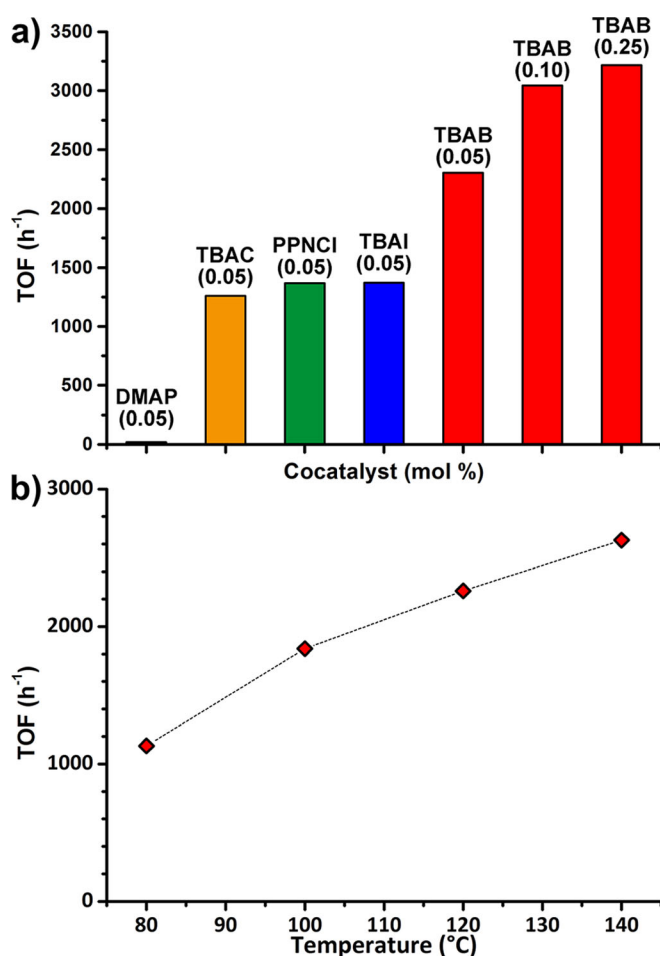 a)
TOF (h-1)
3500
3000
2500
2000
1500
1000
500
0
DMAP
(0.05)
TBAC
(0.05)
PPNCl
(0.05)
TBAI
(0.05)
TBAB
(0.05)
TBAB
(0.10)
TBAB
(0.25)
Cocatalyst (mol %)
b)
TOF (h-1)
3000
2000
1000
0
80 90 100 110 120 130 140
Temperature (°C)